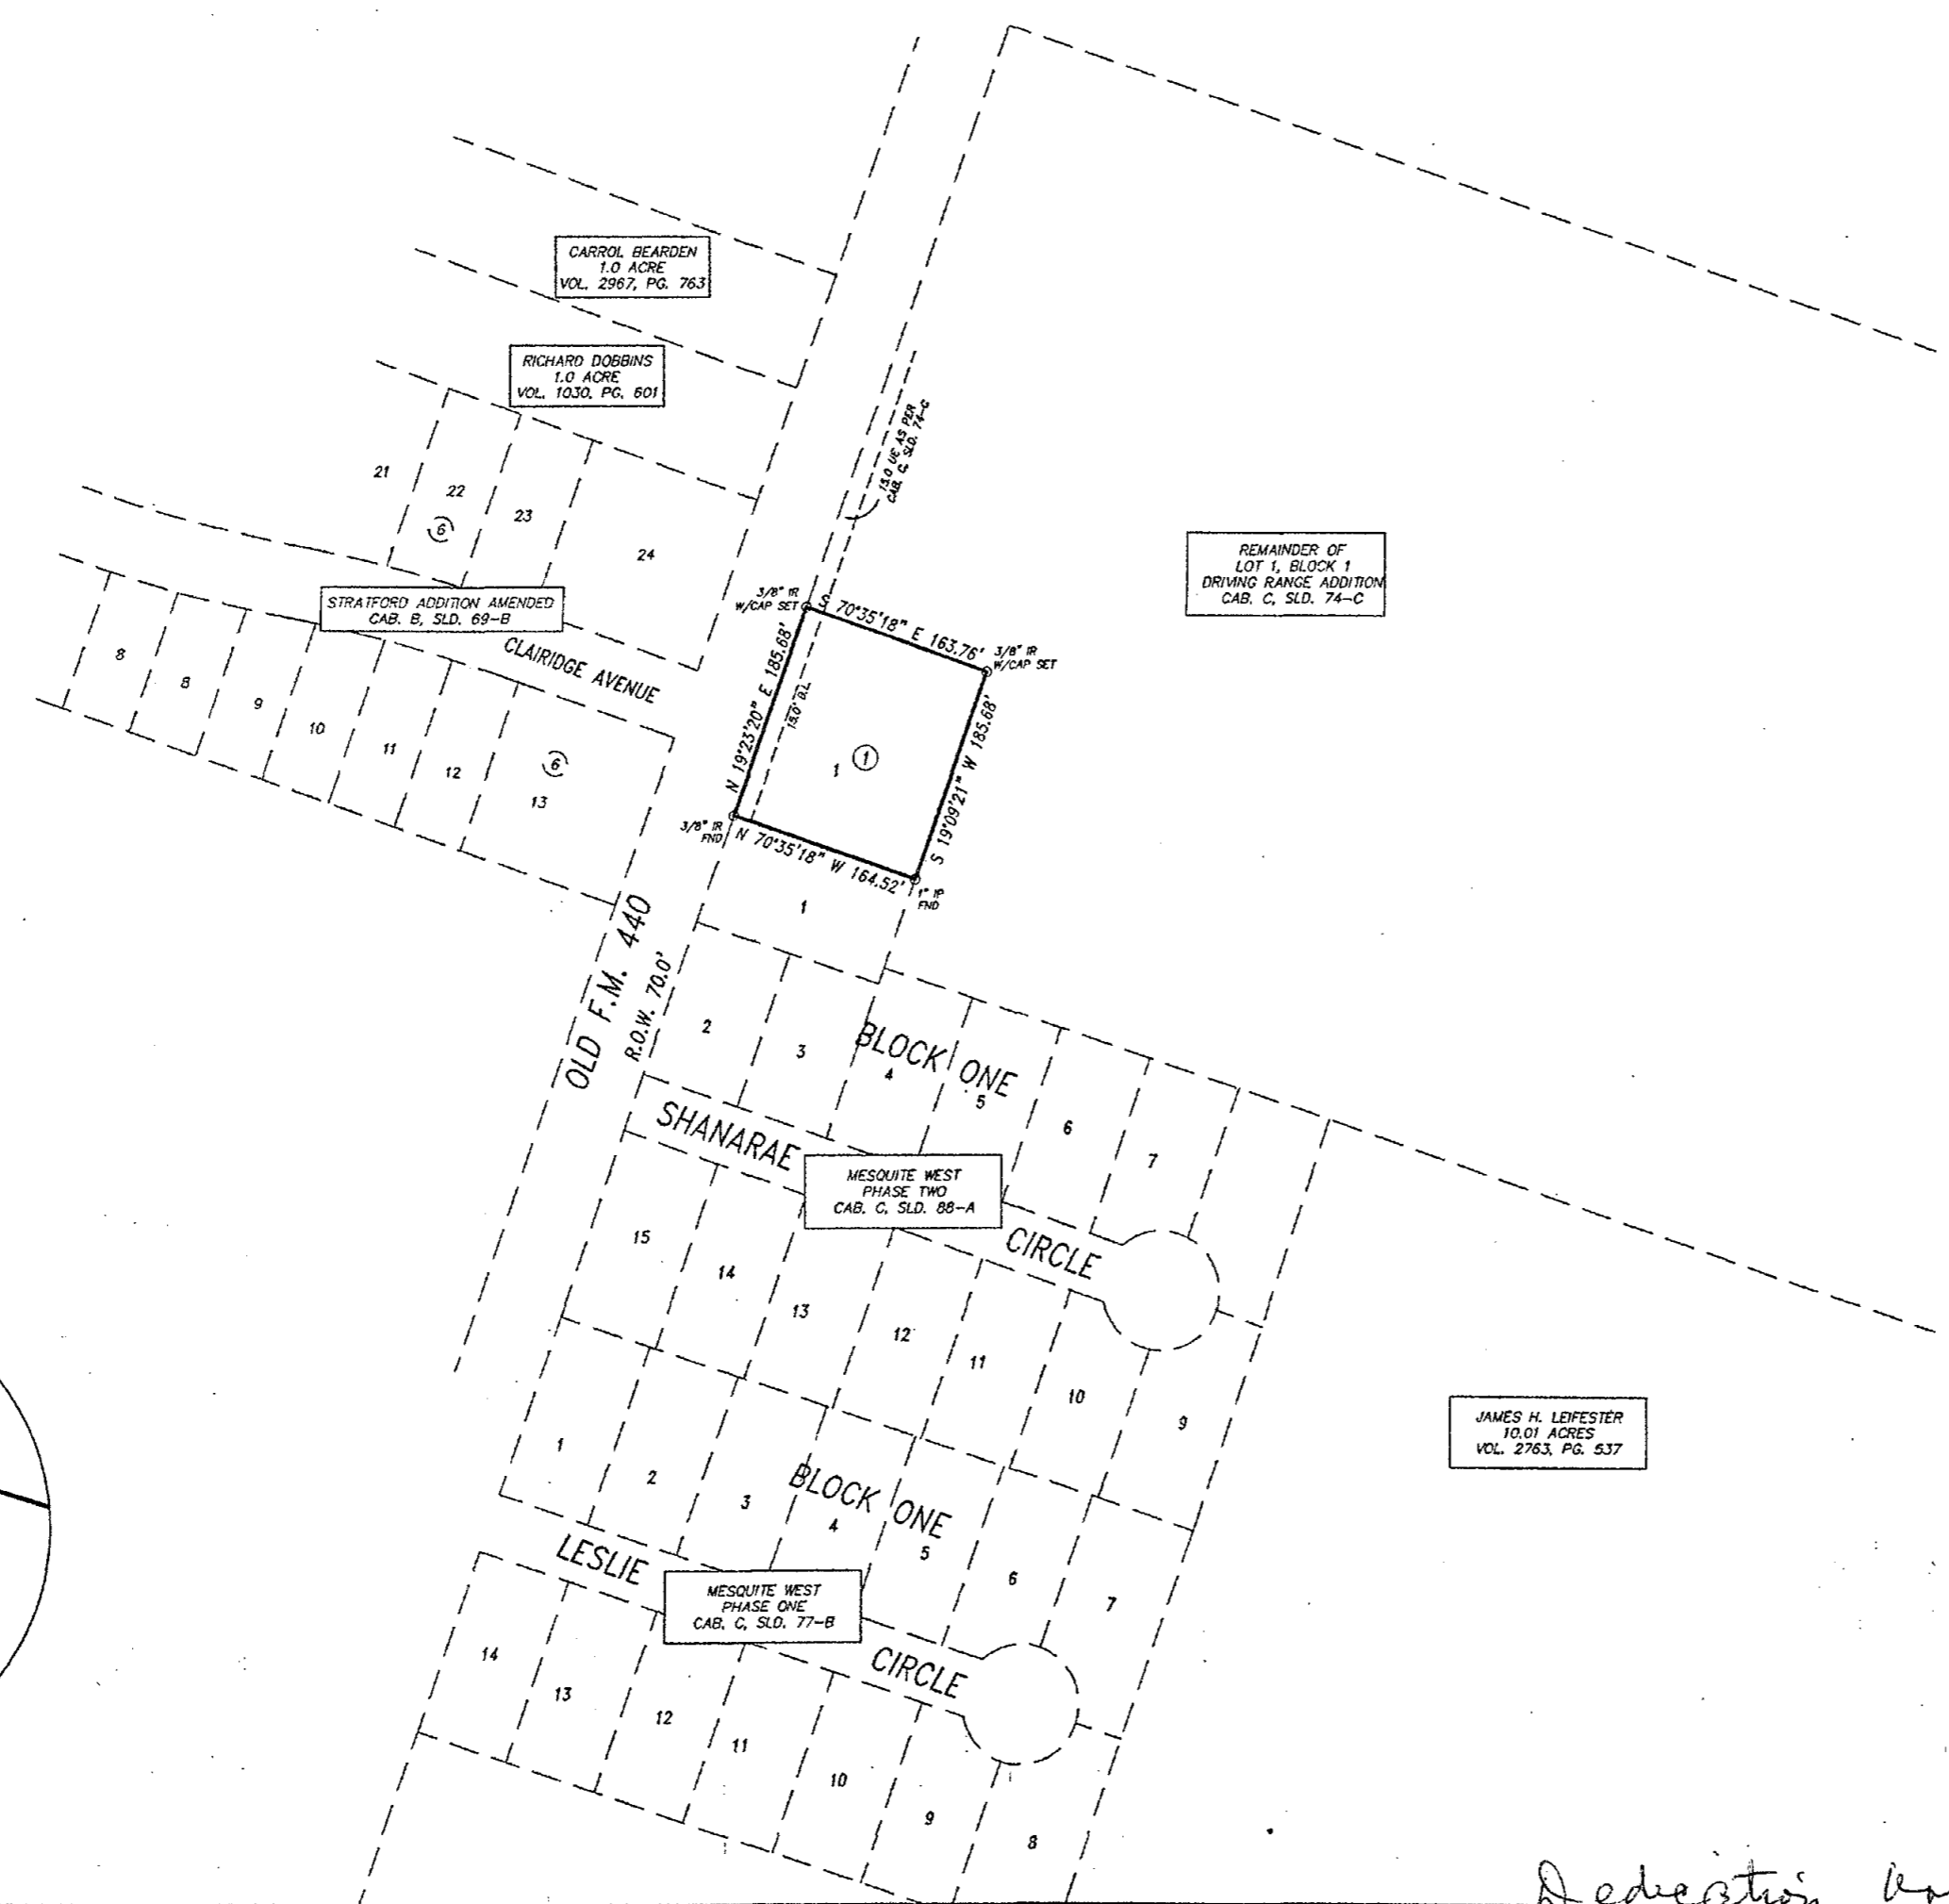 CARROL BEARDEN
1.0 ACRE
VOL. 2967, PG. 763
RICHARD DOBBINS
1.0 ACRE
VOL. 1030, PG. 601
15.0 UE AS PER
CAB. C, SLD. 74-C
21
22
6
23
24
REMAINDER OF
LOT 1, BLOCK 1
DRIVING RANGE ADDITION
CAB. C, SLD. 74-C
STRATFORD ADDITION AMENDED
CAB. B, SLD. 69-B
CLAIRIDGE AVENUE
3/8" IR
W/CAP SET
S 70°35'18" E 163.76'
3/8" IR
W/CAP SET
N 19°23'20" E 185.68'
15.0' B.L.
S 19°09'21" W 185.68'
1
1
8
8
9
10
11
12
6
13
3/8" IR
FND
N 70°35'18" W 164.52'
1" IP
FND
1
OLD F.M. 440
R.O.W. 70.0'
2
3
BLOCK ONE
4
5
6
7
SHANARAE
MESQUITE WEST
PHASE TWO
CAB. C, SLD. 88-A
CIRCLE
15
14
13
12
11
10
9
JAMES H. LEIFESTER
10.01 ACRES
VOL. 2763, PG. 537
1
2
3
BLOCK ONE
4
5
6
7
LESLIE
MESQUITE WEST
PHASE ONE
CAB. C, SLD. 77-B
CIRCLE
14
13
12
11
10
9
8
Dedication